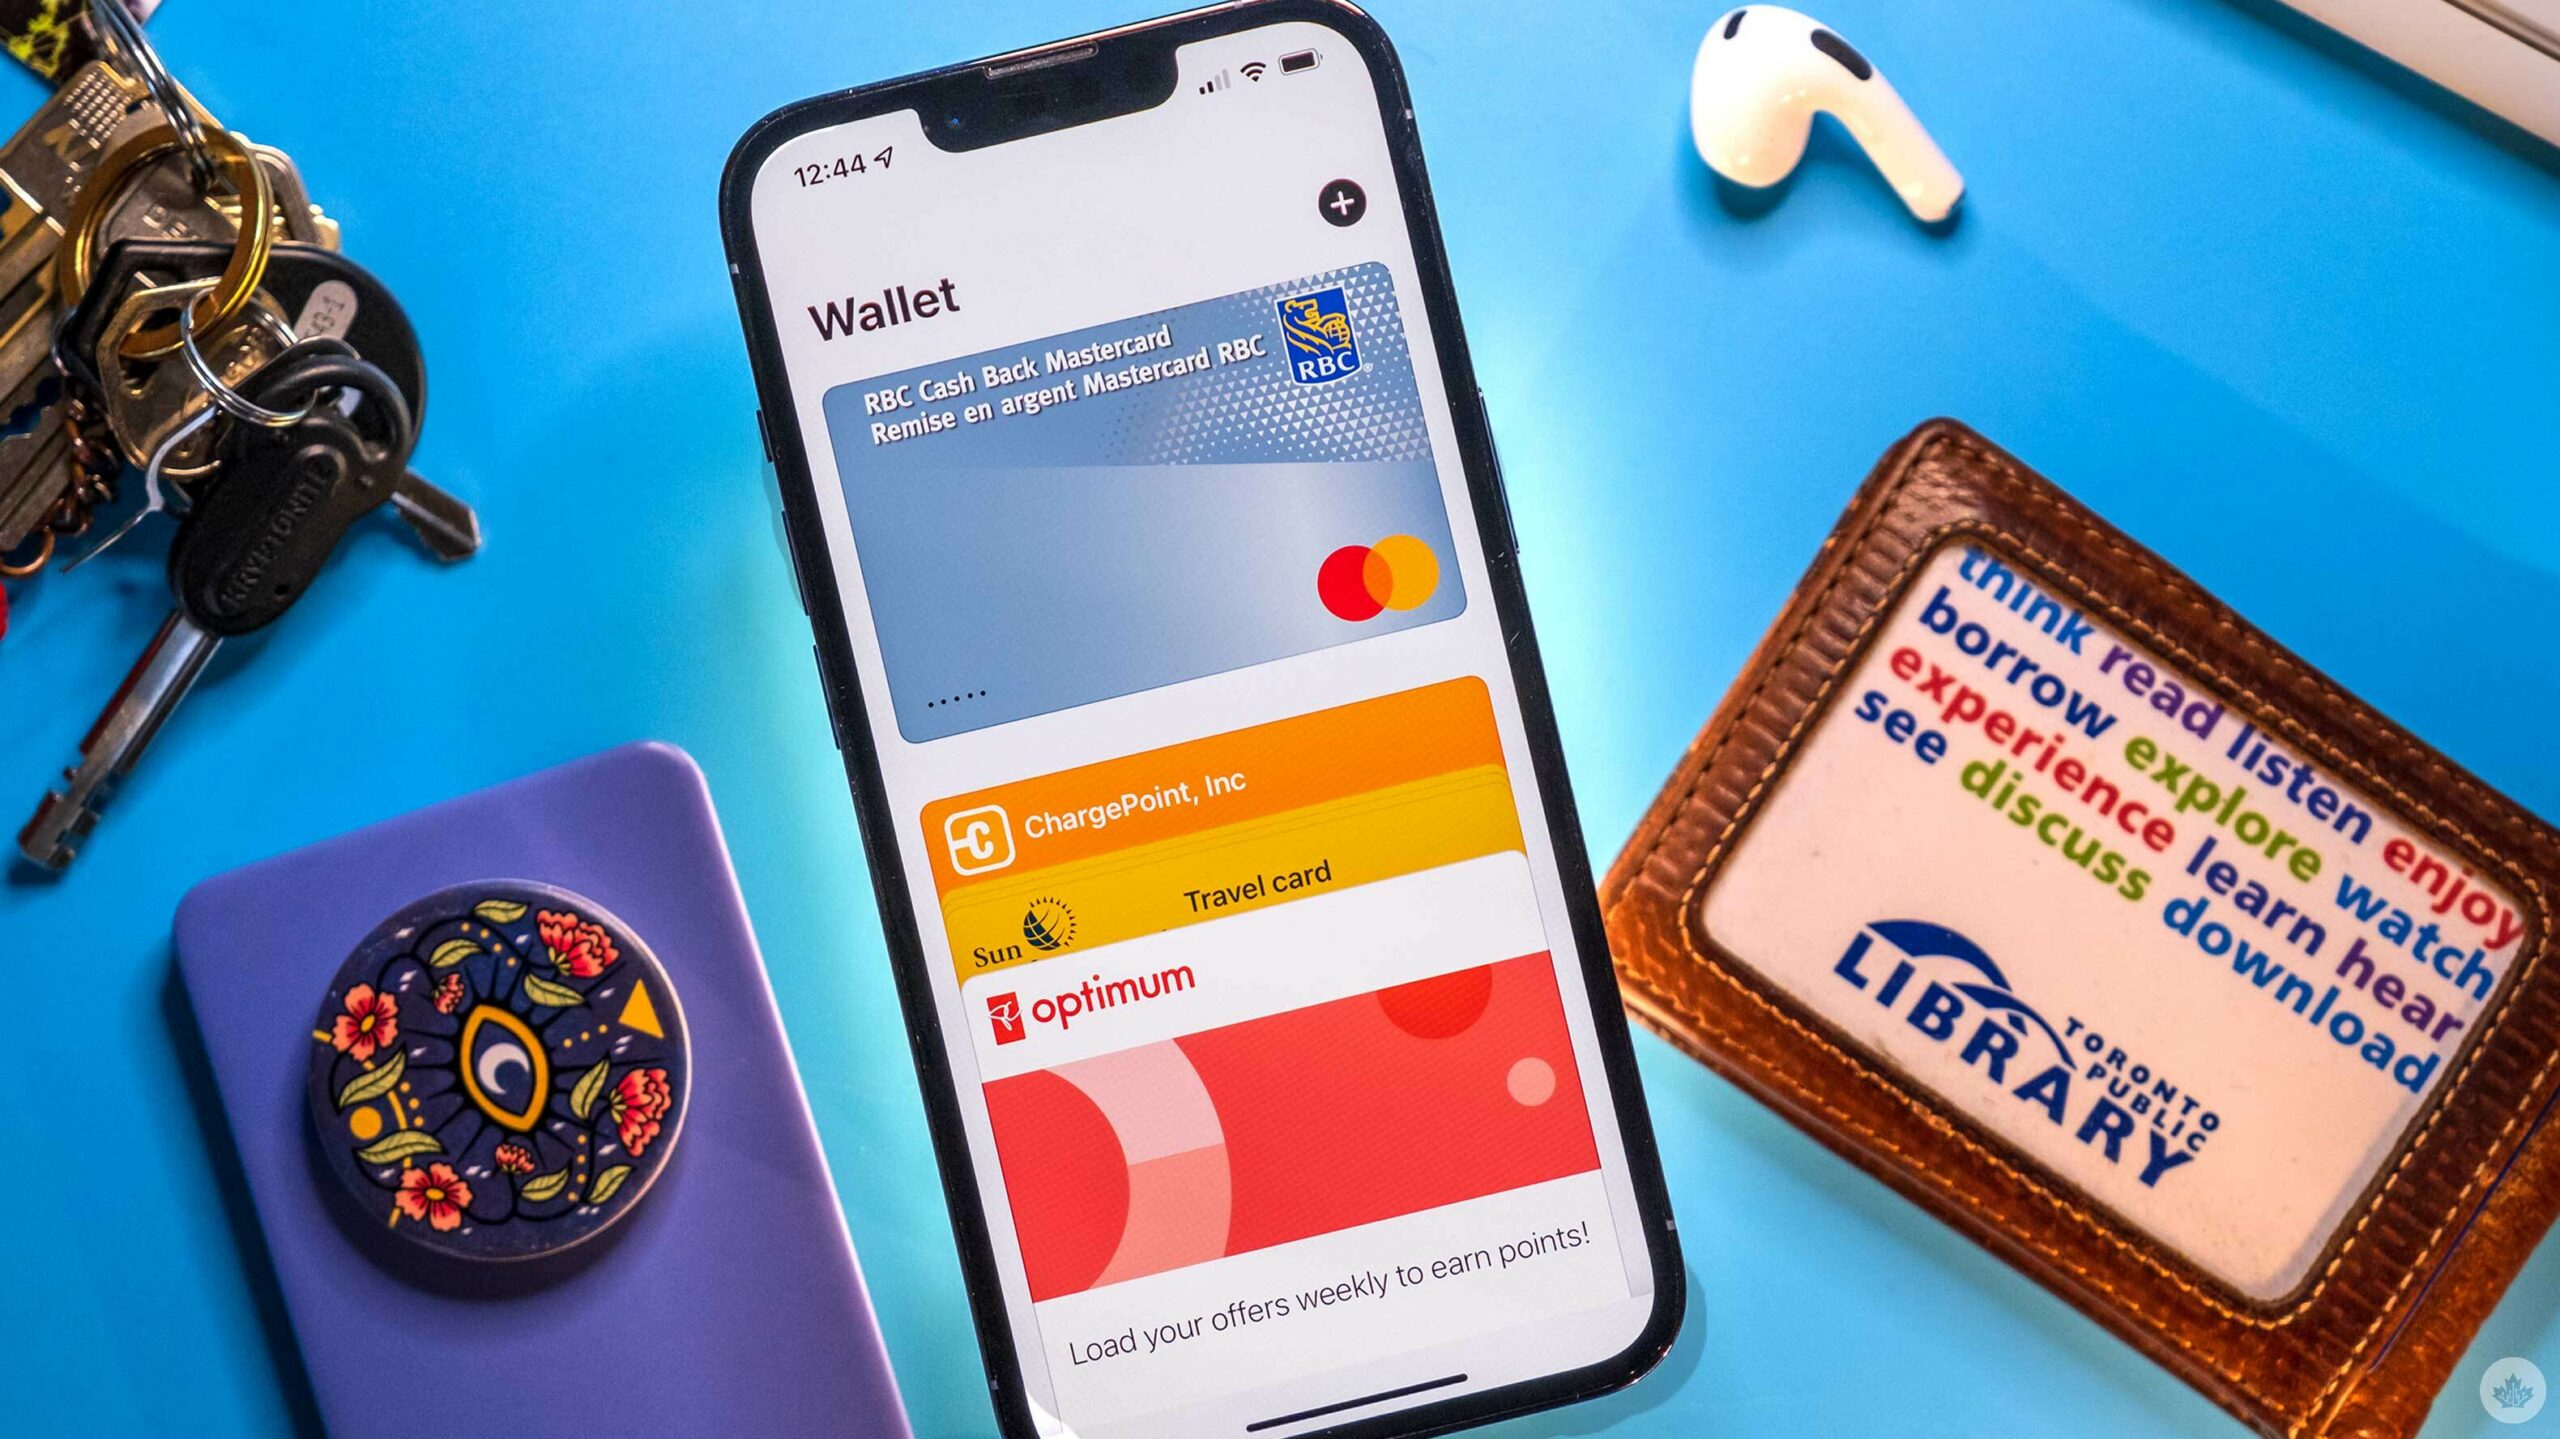 12:44
Wallet
RBC Cash Back Mastercard
Remise en argent Mastercard RBC
RBC
ChargePoint, Inc
Travel card
Sun
optimum
Load your offers weekly to earn points!
KRYPTONITE
think read listen enjoy
borrow explore watch
experience learn hear
see discuss download
TORONTO
PUBLIC
LIBRARY